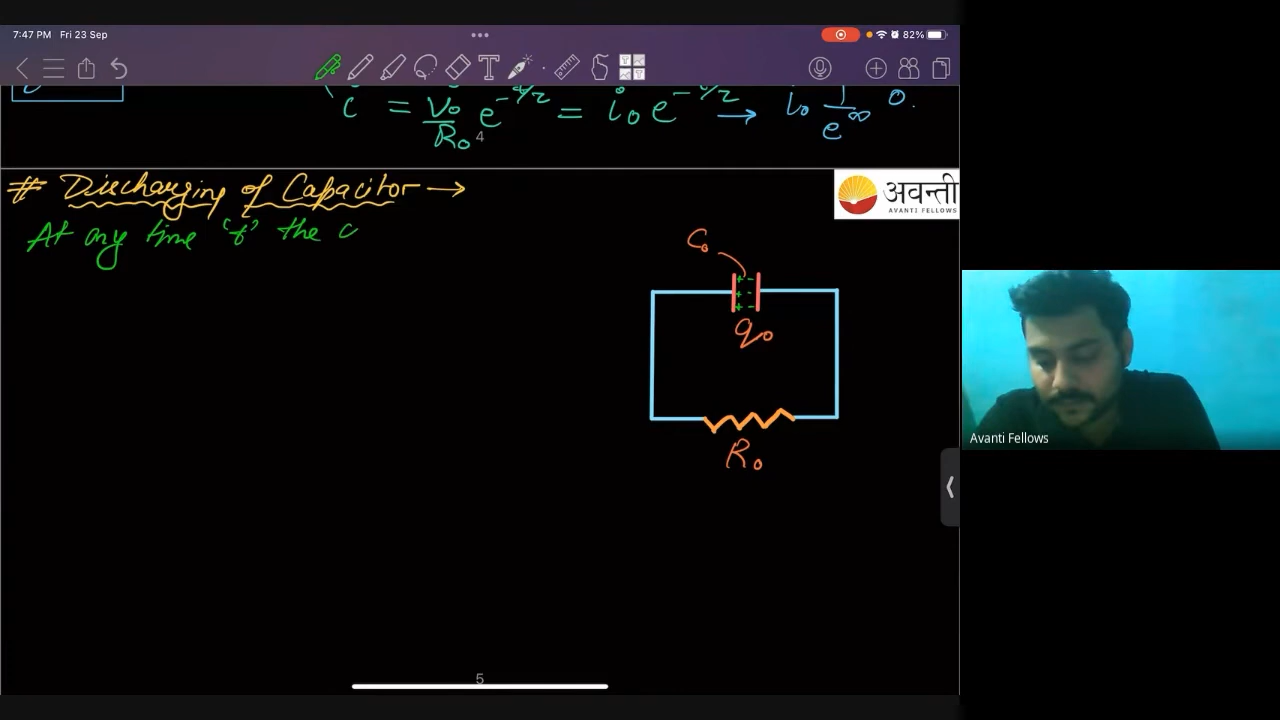 7:47 PM Fri 23 Sep
82%
i = V₀/R₀ e^-t/τ = i₀ e^-t/τ → i₀ 1/e^∞ 0.
4
# Discharging of Capacitor →
अवन्ती
AVANTI FELLOWS
At any time 't' the c
C₀
+ -
+ -
+ -
q₀
R₀
Avanti Fellows
5